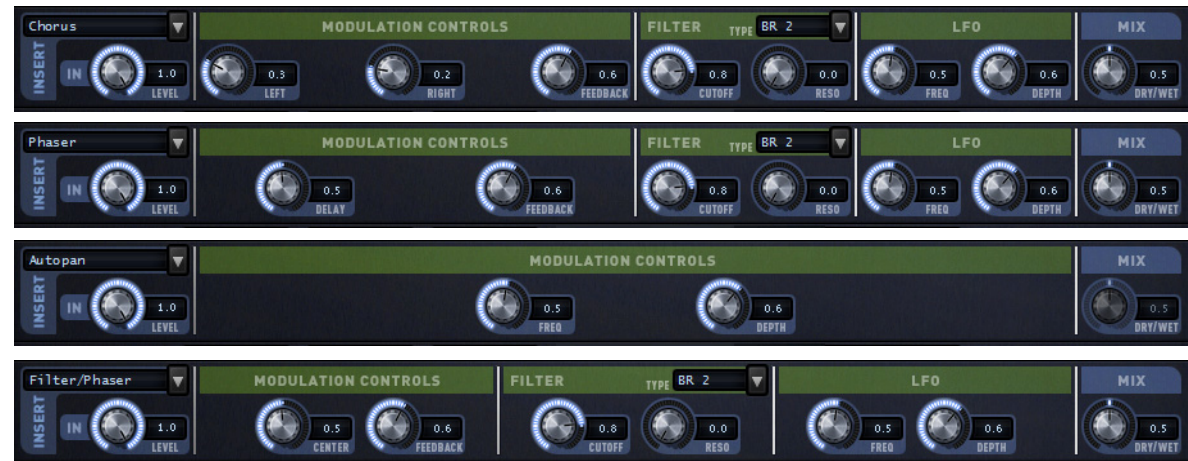 Chorus MODULATION CONTROLS FILTER TYPE BR 2 LFO MIX
INSERT IN 1.0 0.3 0.2 0.6 0.8 0.0 0.5 0.6 0.5
LEVEL LEFT RIGHT FEEDBACK CUTOFF RESO FREQ DEPTH DRY/WET
Phaser MODULATION CONTROLS FILTER TYPE BR 2 LFO MIX
INSERT IN 1.0 0.5 0.6 0.8 0.0 0.5 0.6 0.5
LEVEL DELAY FEEDBACK CUTOFF RESO FREQ DEPTH DRY/WET
Autopan MODULATION CONTROLS MIX
INSERT IN 1.0 0.5 0.6 0.5
LEVEL FREQ DEPTH DRY/WET
Filter/Phaser MODULATION CONTROLS FILTER TYPE BR 2 LFO MIX
INSERT IN 1.0 0.5 0.6 0.8 0.0 0.5 0.6 0.5
LEVEL CENTER FEEDBACK CUTOFF RESO FREQ DEPTH DRY/WET